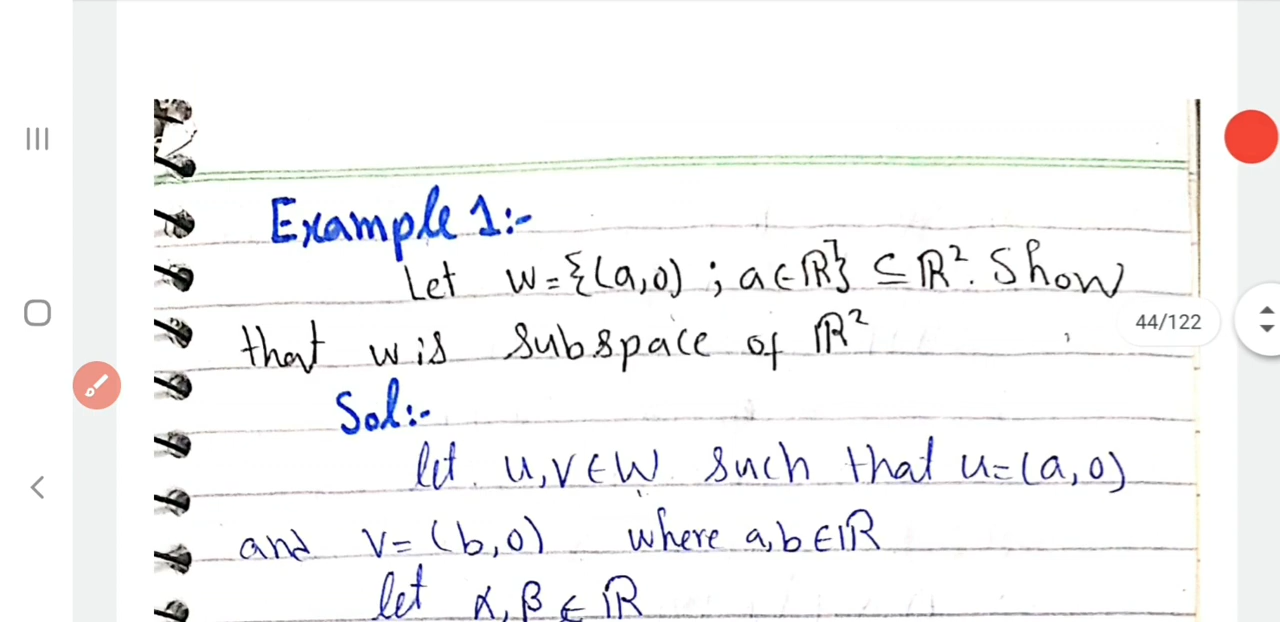 Example 1:-
Let w={(a,0) ; a∈ℝ} ⊆ℝ². Show
44/122
that w is subspace of ℝ²
Sol:-
let u,v∈W such that u=(a,0)
and v=(b,0) where a,b∈ℝ
let α,β∈ℝ